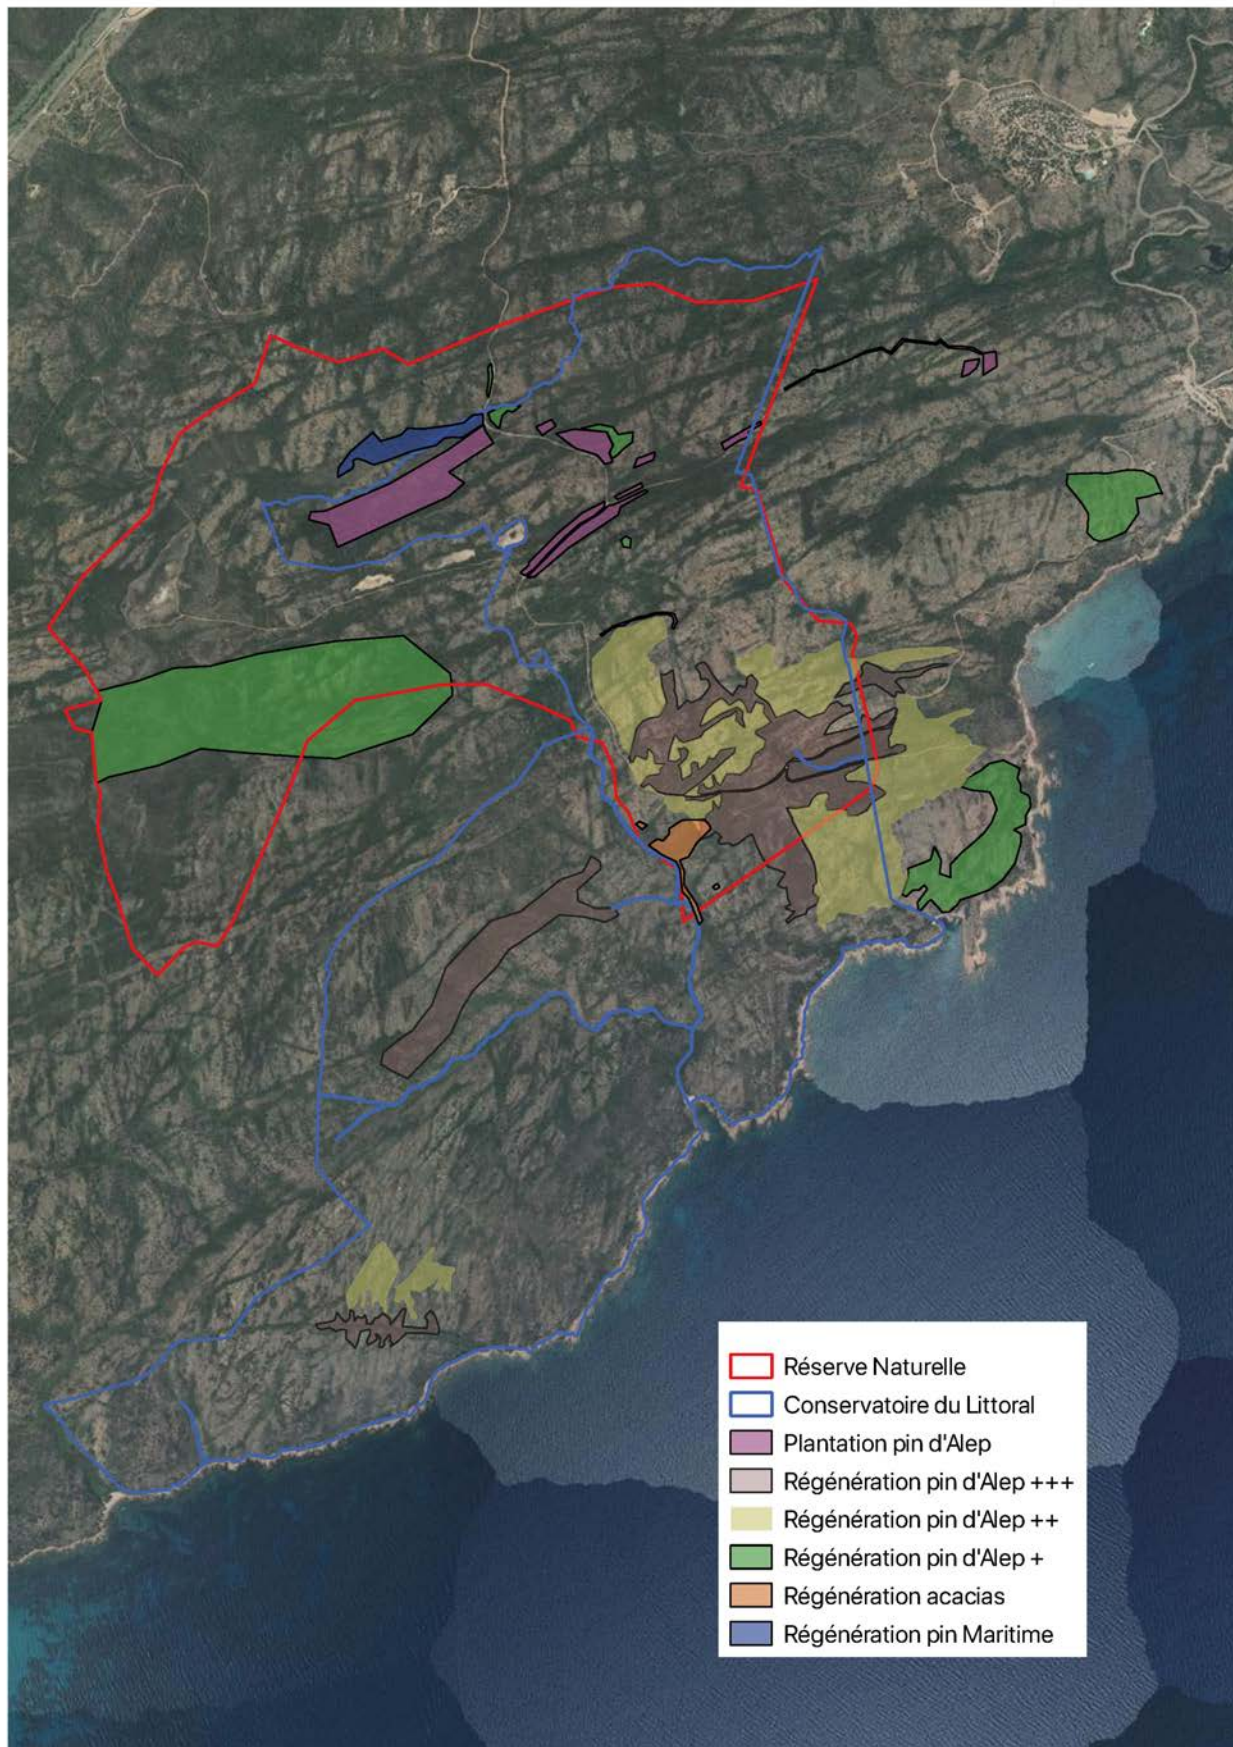 Réserve Naturelle
Conservatoire du Littoral
Plantation pin d'Alep
Régénération pin d'Alep +++
Régénération pin d'Alep ++
Régénération pin d'Alep +
Régénération acacias
Régénération pin Maritime